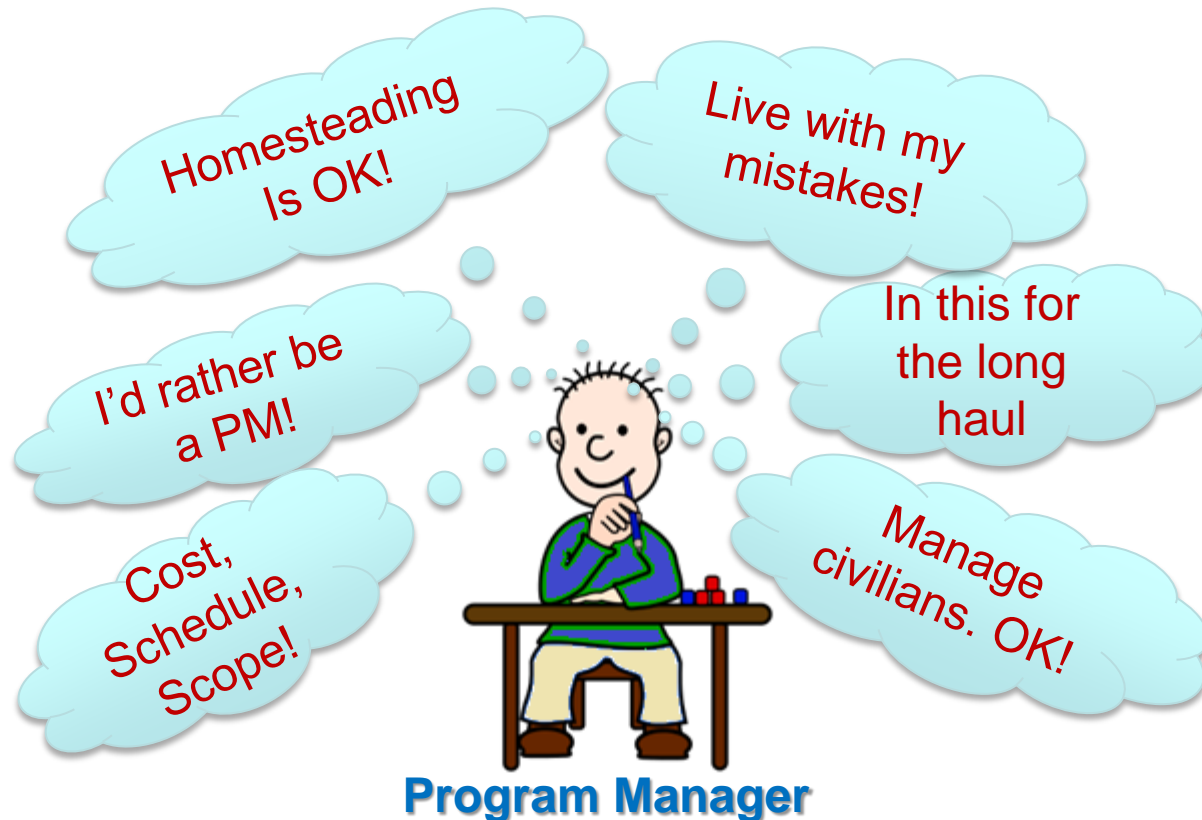 Homesteading
Is OK!
Live with my
mistakes!
I'd rather be
a PM!
In this for
the long
haul
Cost,
Schedule,
Scope!
Manage
civilians. OK!
Program Manager